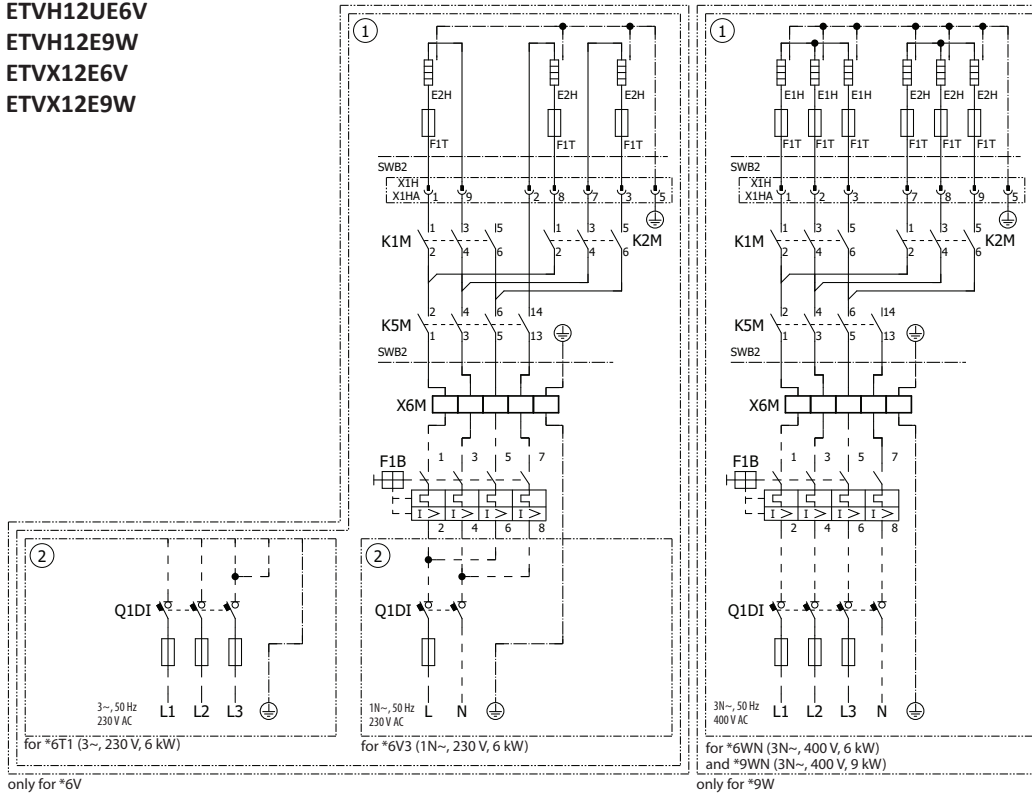 ETVH12UE6V
ETVH12E9W
ETVX12E6V
ETVX12E9W
1
E2H E2H E2H
F1T F1T F1T
SWB2
X1H
X1HA 1 9 2 8 7 3 5
K1M 1 3 5 1 3 5 K2M
2 4 6 2 4 6
K5M 2 4 6 14
1 3 5 13
SWB2
X6M
F1B 1 3 5 7
I > I > I > I >
2 4 6 8
2
Q1DI
3~, 50 Hz
230 V AC
L1 L2 L3
for *6T1 (3~, 230 V, 6 kW)
2
Q1DI
1N~, 50 Hz
230 V AC
L N
for *6V3 (1N~, 230 V, 6 kW)
only for *6V
1
E1H E1H E1H E2H E2H E2H
F1T F1T F1T F1T F1T F1T
SWB2
X1H
X1HA 1 2 3 7 8 9 5
K1M 1 3 5 1 3 5 K2M
2 4 6 2 4 6
K5M 2 4 6 14
1 3 5 13
SWB2
X6M
F1B 1 3 5 7
I > I > I > I >
2 4 6 8
Q1DI
3N~, 50 Hz
400 V AC
L1 L2 L3 N
for *6WN (3N~, 400 V, 6 kW)
and *9WN (3N~, 400 V, 9 kW)
only for *9W